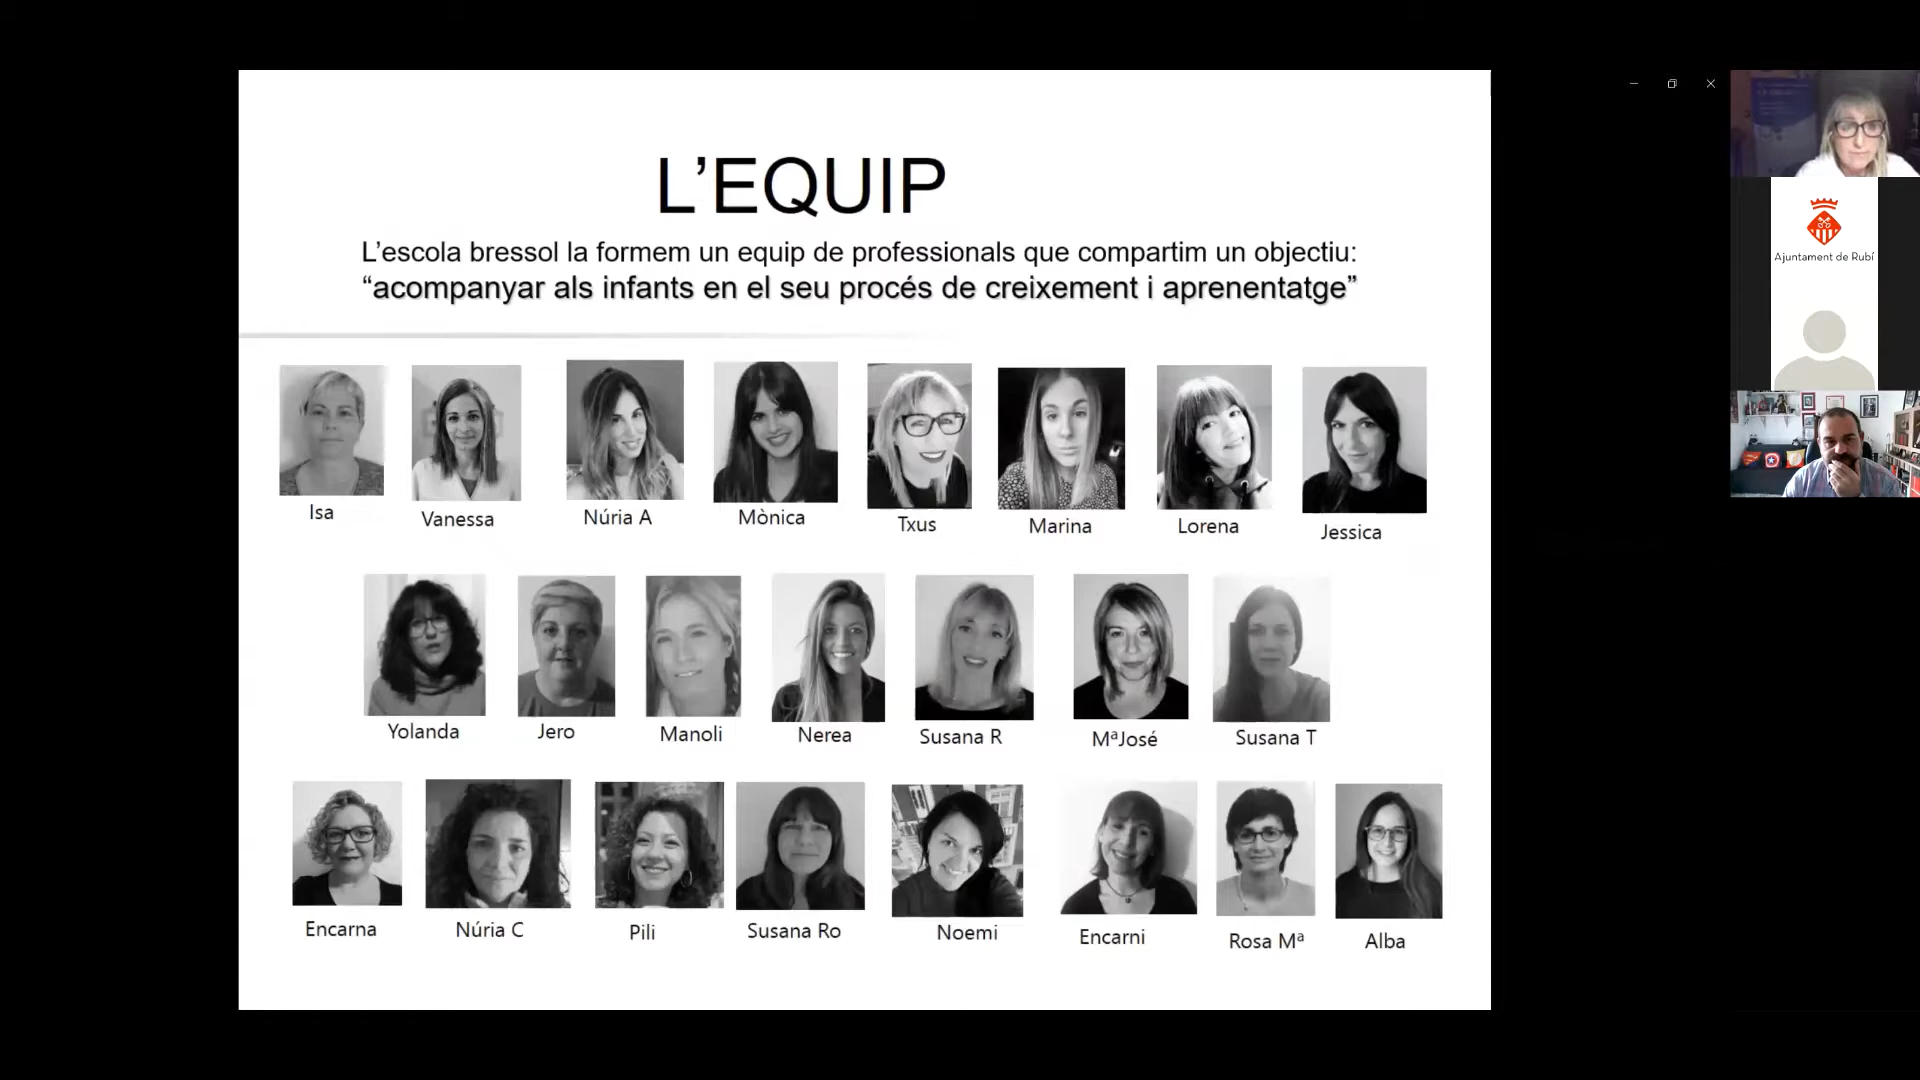 L’EQUIP
L’escola bressol la formem un equip de professionals que compartim un objectiu:
“acompanyar als infants en el seu procés de creixement i aprenentatge”
Isa
Vanessa
Núria A
Mònica
Txus
Marina
Lorena
Jessica
Yolanda
Jero
Manoli
Nerea
Susana R
MªJosé
Susana T
Encarna
Núria C
Pili
Susana Ro
Noemi
Encarni
Rosa Mª
Alba
Ajuntament de Rubí